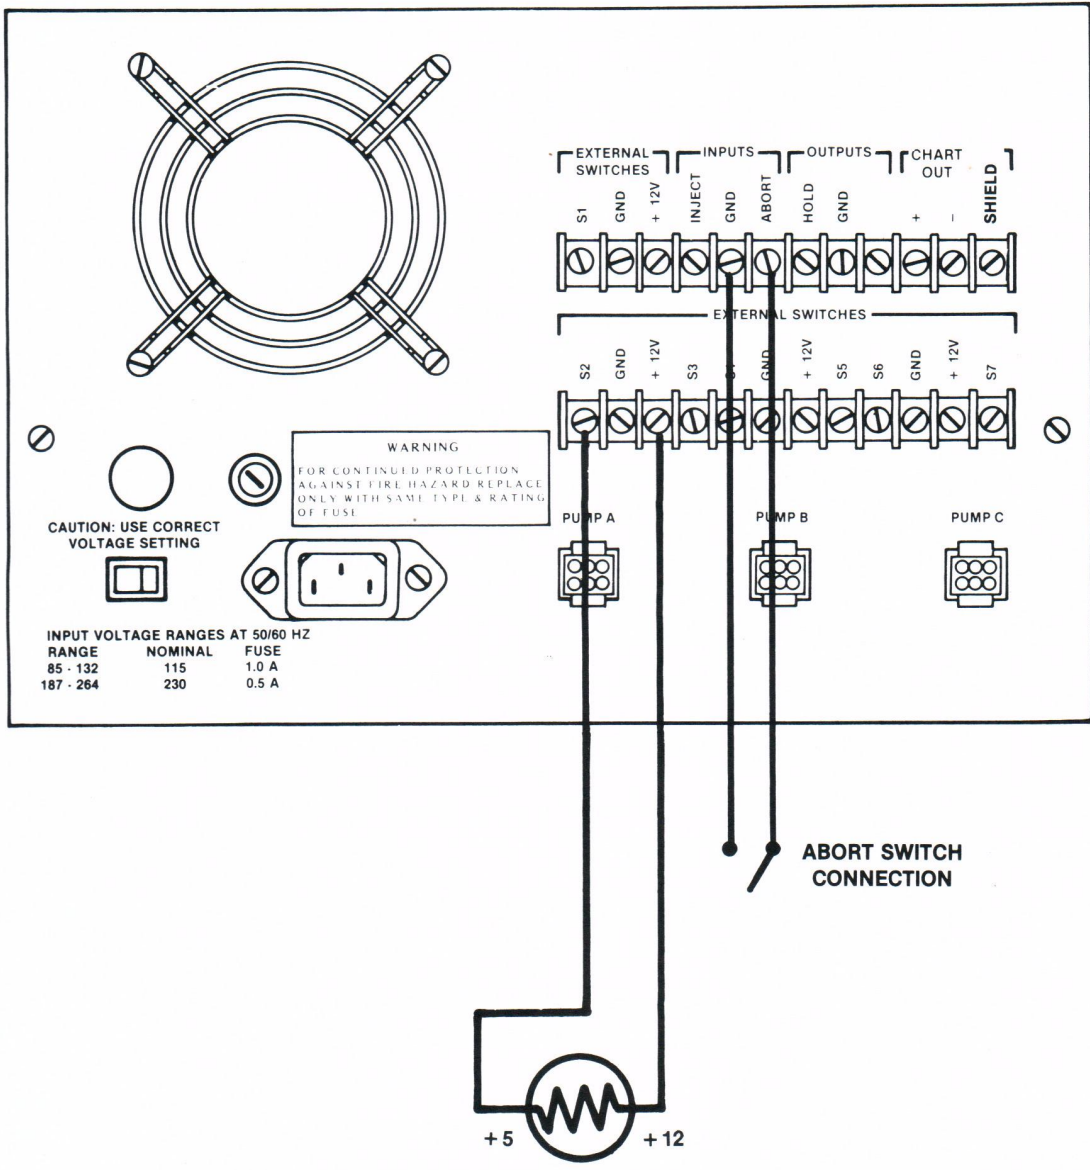 EXTERNAL SWITCHES
INPUTS
OUTPUTS
CHART OUT
S1
GND
+ 12V
INJECT
GND
ABORT
HOLD
GND
+
−
SHIELD
EXTERNAL SWITCHES
S2
GND
+ 12V
S3
GND
+ 12V
S5
S6
GND
+ 12V
S7
WARNING
FOR CONTINUED PROTECTION
AGAINST FIRE HAZARD REPLACE
ONLY WITH SAME TYPE & RATING
OF FUSE
CAUTION: USE CORRECT
VOLTAGE SETTING
PUMP A
PUMP B
PUMP C
INPUT VOLTAGE RANGES AT 50/60 HZ
RANGE NOMINAL FUSE
85 - 132 115 1.0 A
187 - 264 230 0.5 A
ABORT SWITCH
CONNECTION
+5
+12